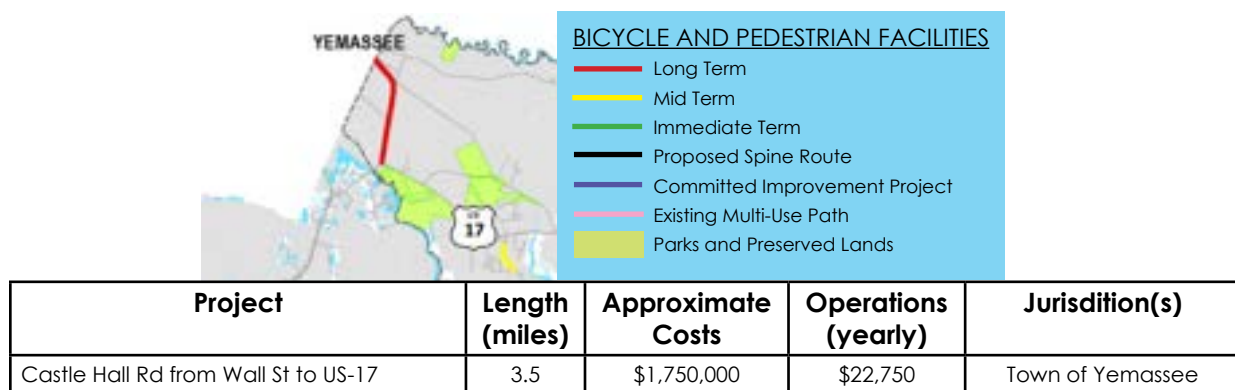 YEMASSEE
US
17
BICYCLE AND PEDESTRIAN FACILITIES
Long Term
Mid Term
Immediate Term
Proposed Spine Route
Committed Improvement Project
Existing Multi-Use Path
Parks and Preserved Lands
Project Length (miles) Approximate Costs Operations (yearly) Jurisdition(s)
Castle Hall Rd from Wall St to US-17 3.5 $1,750,000 $22,750 Town of Yemassee